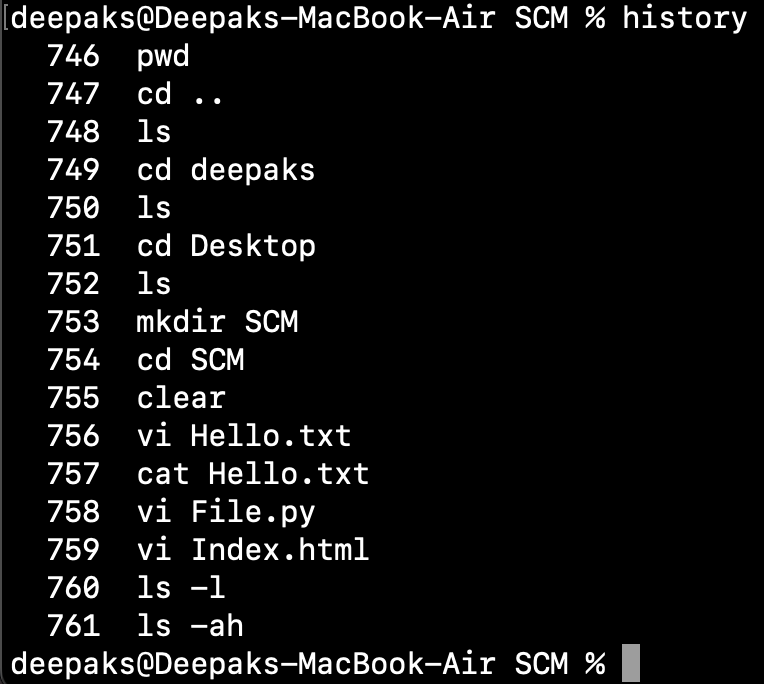 [deepaks@Deepaks-MacBook-Air SCM % history
746 pwd
747 cd ..
748 ls
749 cd deepaks
750 ls
751 cd Desktop
752 ls
753 mkdir SCM
754 cd SCM
755 clear
756 vi Hello.txt
757 cat Hello.txt
758 vi File.py
759 vi Index.html
760 ls -l
761 ls -ah
deepaks@Deepaks-MacBook-Air SCM %